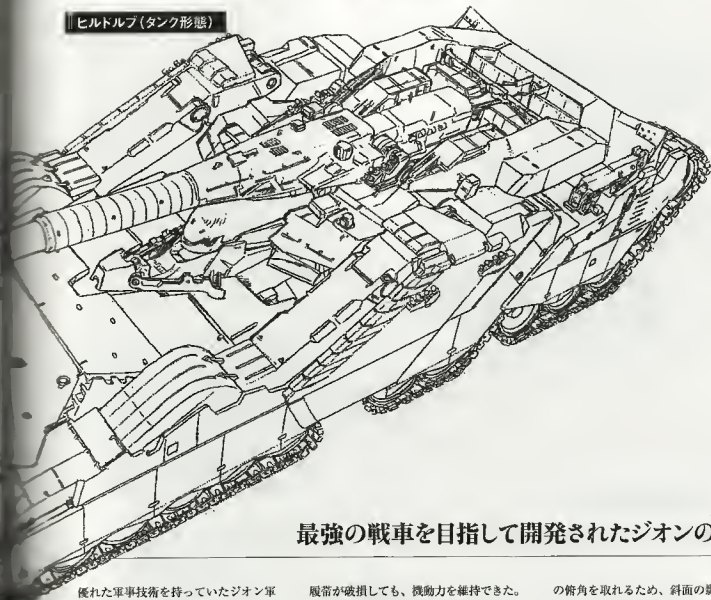 ヒルドルブ(タンク形態)
最強の戦車を目指して開発されたジオンの
優れた軍事技術を持っていたジオン軍
履帯が破損しても、機動力を維持できた。
の俯角を取れるため、斜面の